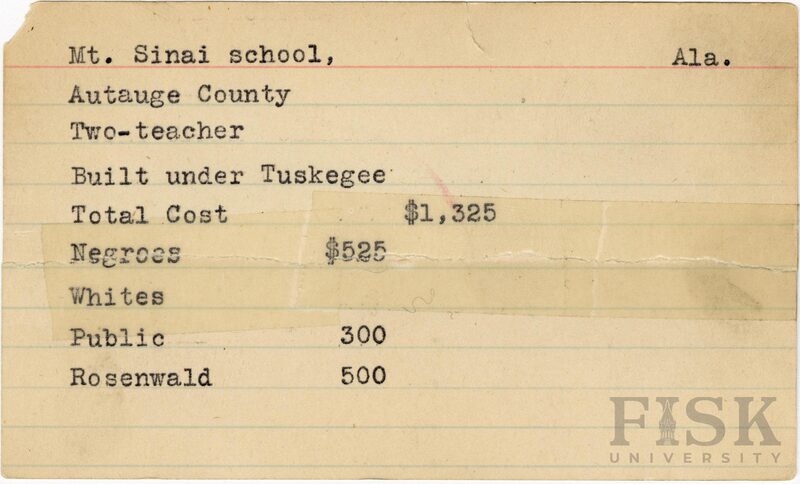 Mt. Sinai school, Ala.
Autauge County
Two-teacher
Built under Tuskegee
Total Cost $1,325
Negroes $525
Whites
Public 300
Rosenwald 500
FISK
UNIVERSITY